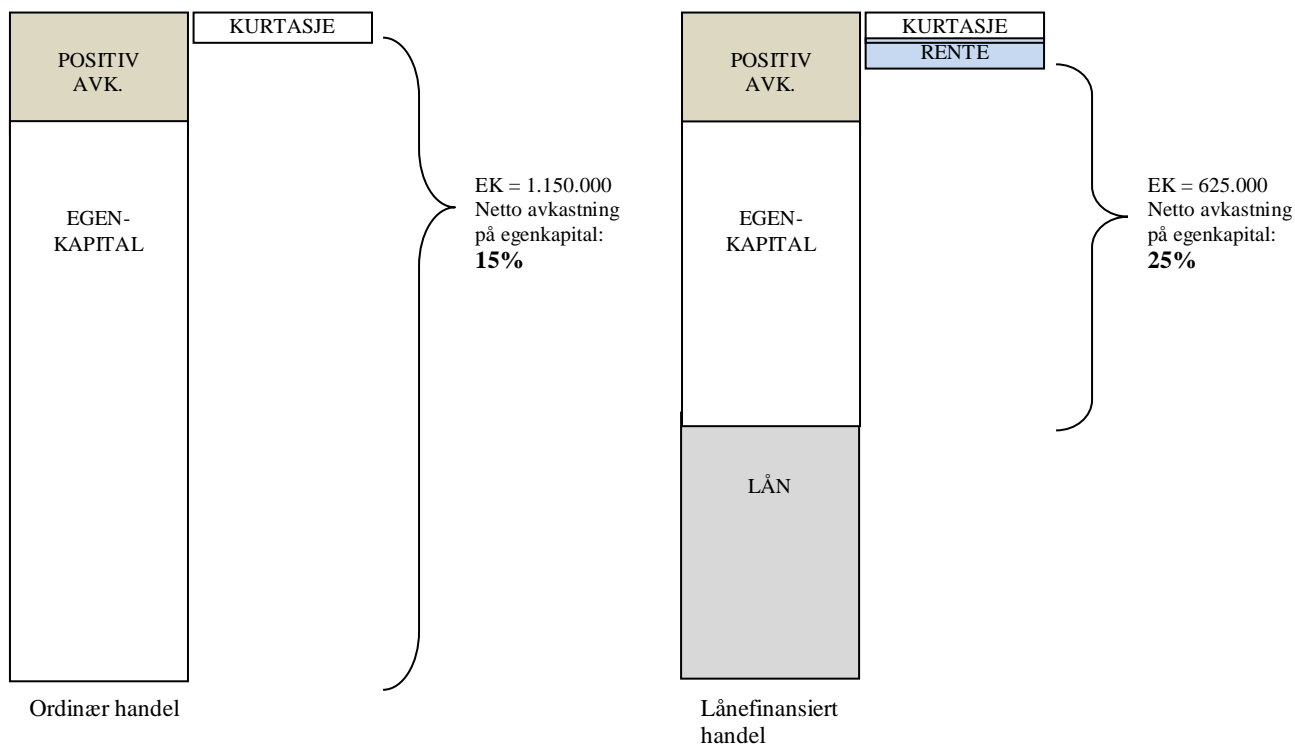 KURTASJE
POSITIV
AVK.
EGEN-
KAPITAL
EK = 1.150.000
Netto avkastning
på egenkapital:
15%
Ordinær handel
KURTASJE
RENTE
POSITIV
AVK.
EGEN-
KAPITAL
LÅN
EK = 625.000
Netto avkastning
på egenkapital:
25%
Lånefinansiert
handel